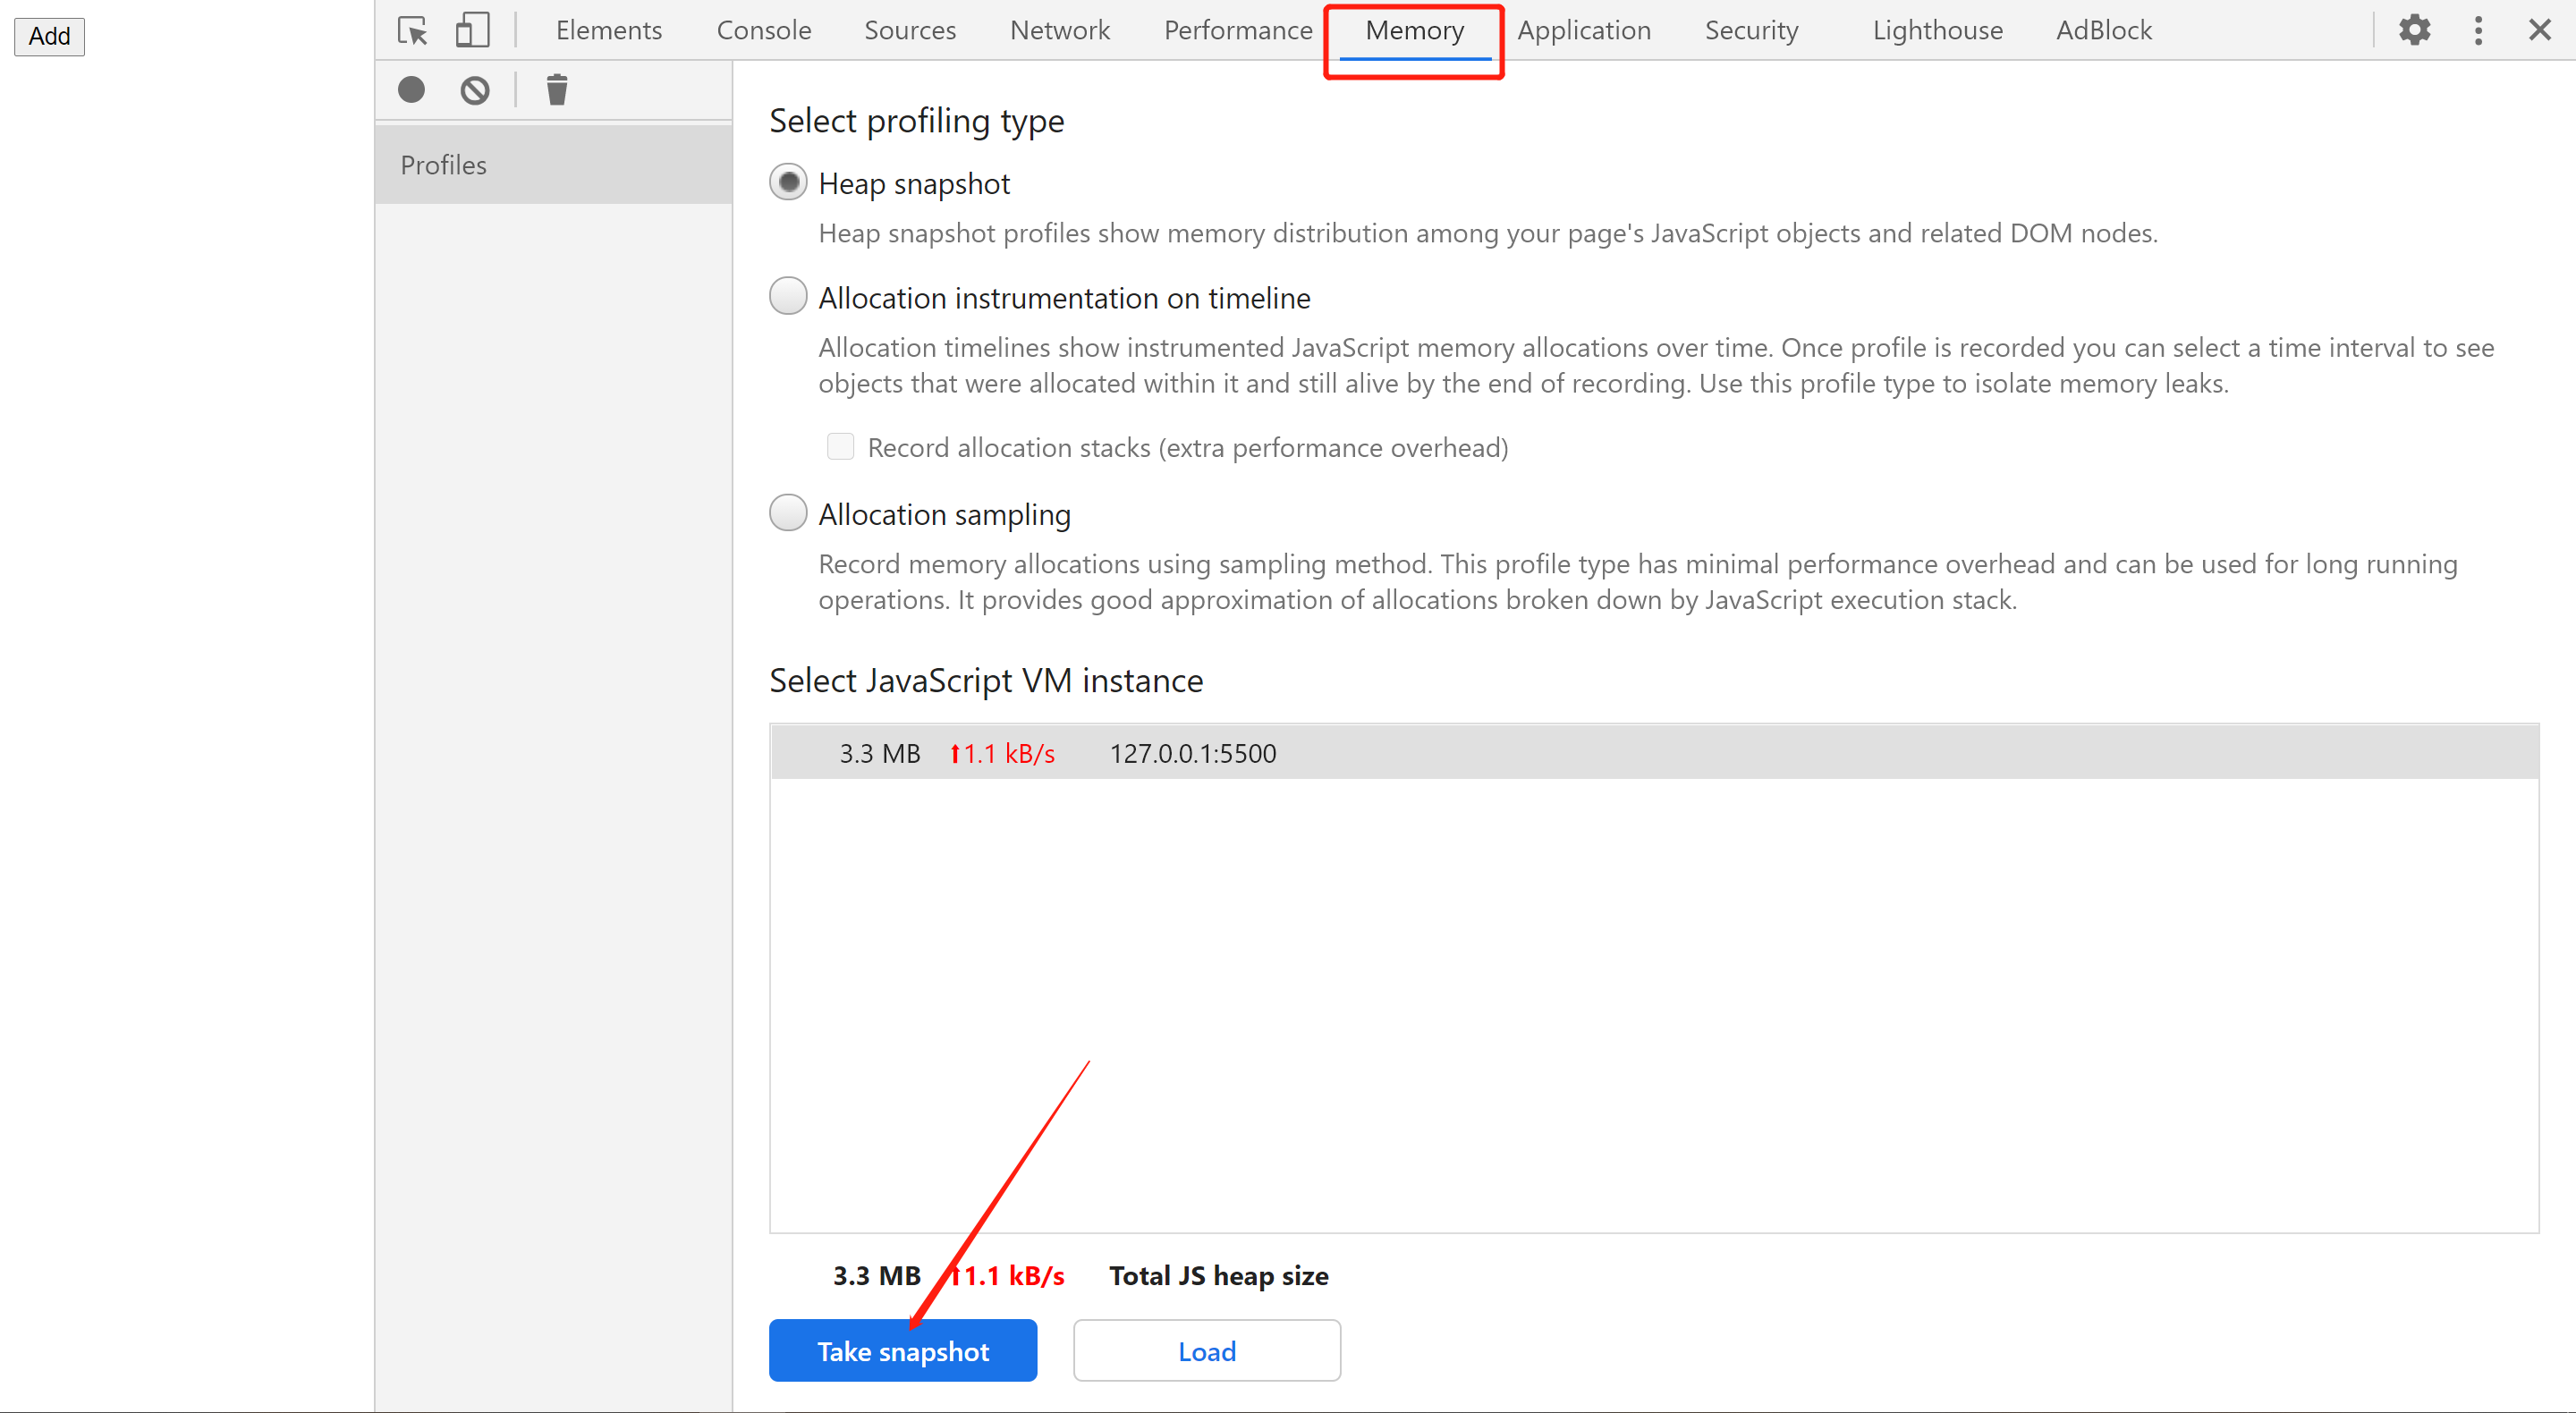 Add
Elements Console Sources Network Performance Memory Application Security Lighthouse AdBlock
Profiles
Select profiling type
Heap snapshot
Heap snapshot profiles show memory distribution among your page's JavaScript objects and related DOM nodes.
Allocation instrumentation on timeline
Allocation timelines show instrumented JavaScript memory allocations over time. Once profile is recorded you can select a time interval to see
objects that were allocated within it and still alive by the end of recording. Use this profile type to isolate memory leaks.
Record allocation stacks (extra performance overhead)
Allocation sampling
Record memory allocations using sampling method. This profile type has minimal performance overhead and can be used for long running
operations. It provides good approximation of allocations broken down by JavaScript execution stack.
Select JavaScript VM instance
3.3 MB ⬆1.1 kB/s 127.0.0.1:5500
3.3 MB ⬆1.1 kB/s Total JS heap size
Take snapshot Load